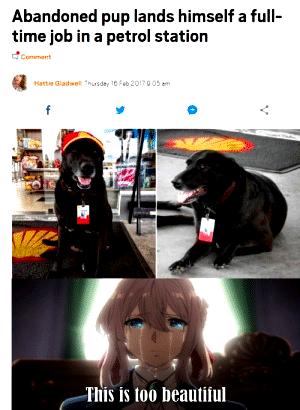 Abandoned pup lands himself a full-
time job in a petrol station
Comment
Hattie Gladwell Thursday 16 Feb 2017 9:05 am
This is too beautiful